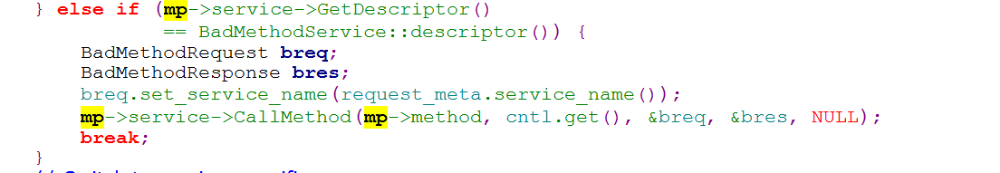 } else if (mp->service->GetDescriptor()
== BadMethodService::descriptor()) {
BadMethodRequest breq;
BadMethodResponse bres;
breq.set_service_name(request_meta.service_name());
mp->service->CallMethod(mp->method, cntl.get(), &breq, &bres, NULL);
break;
}